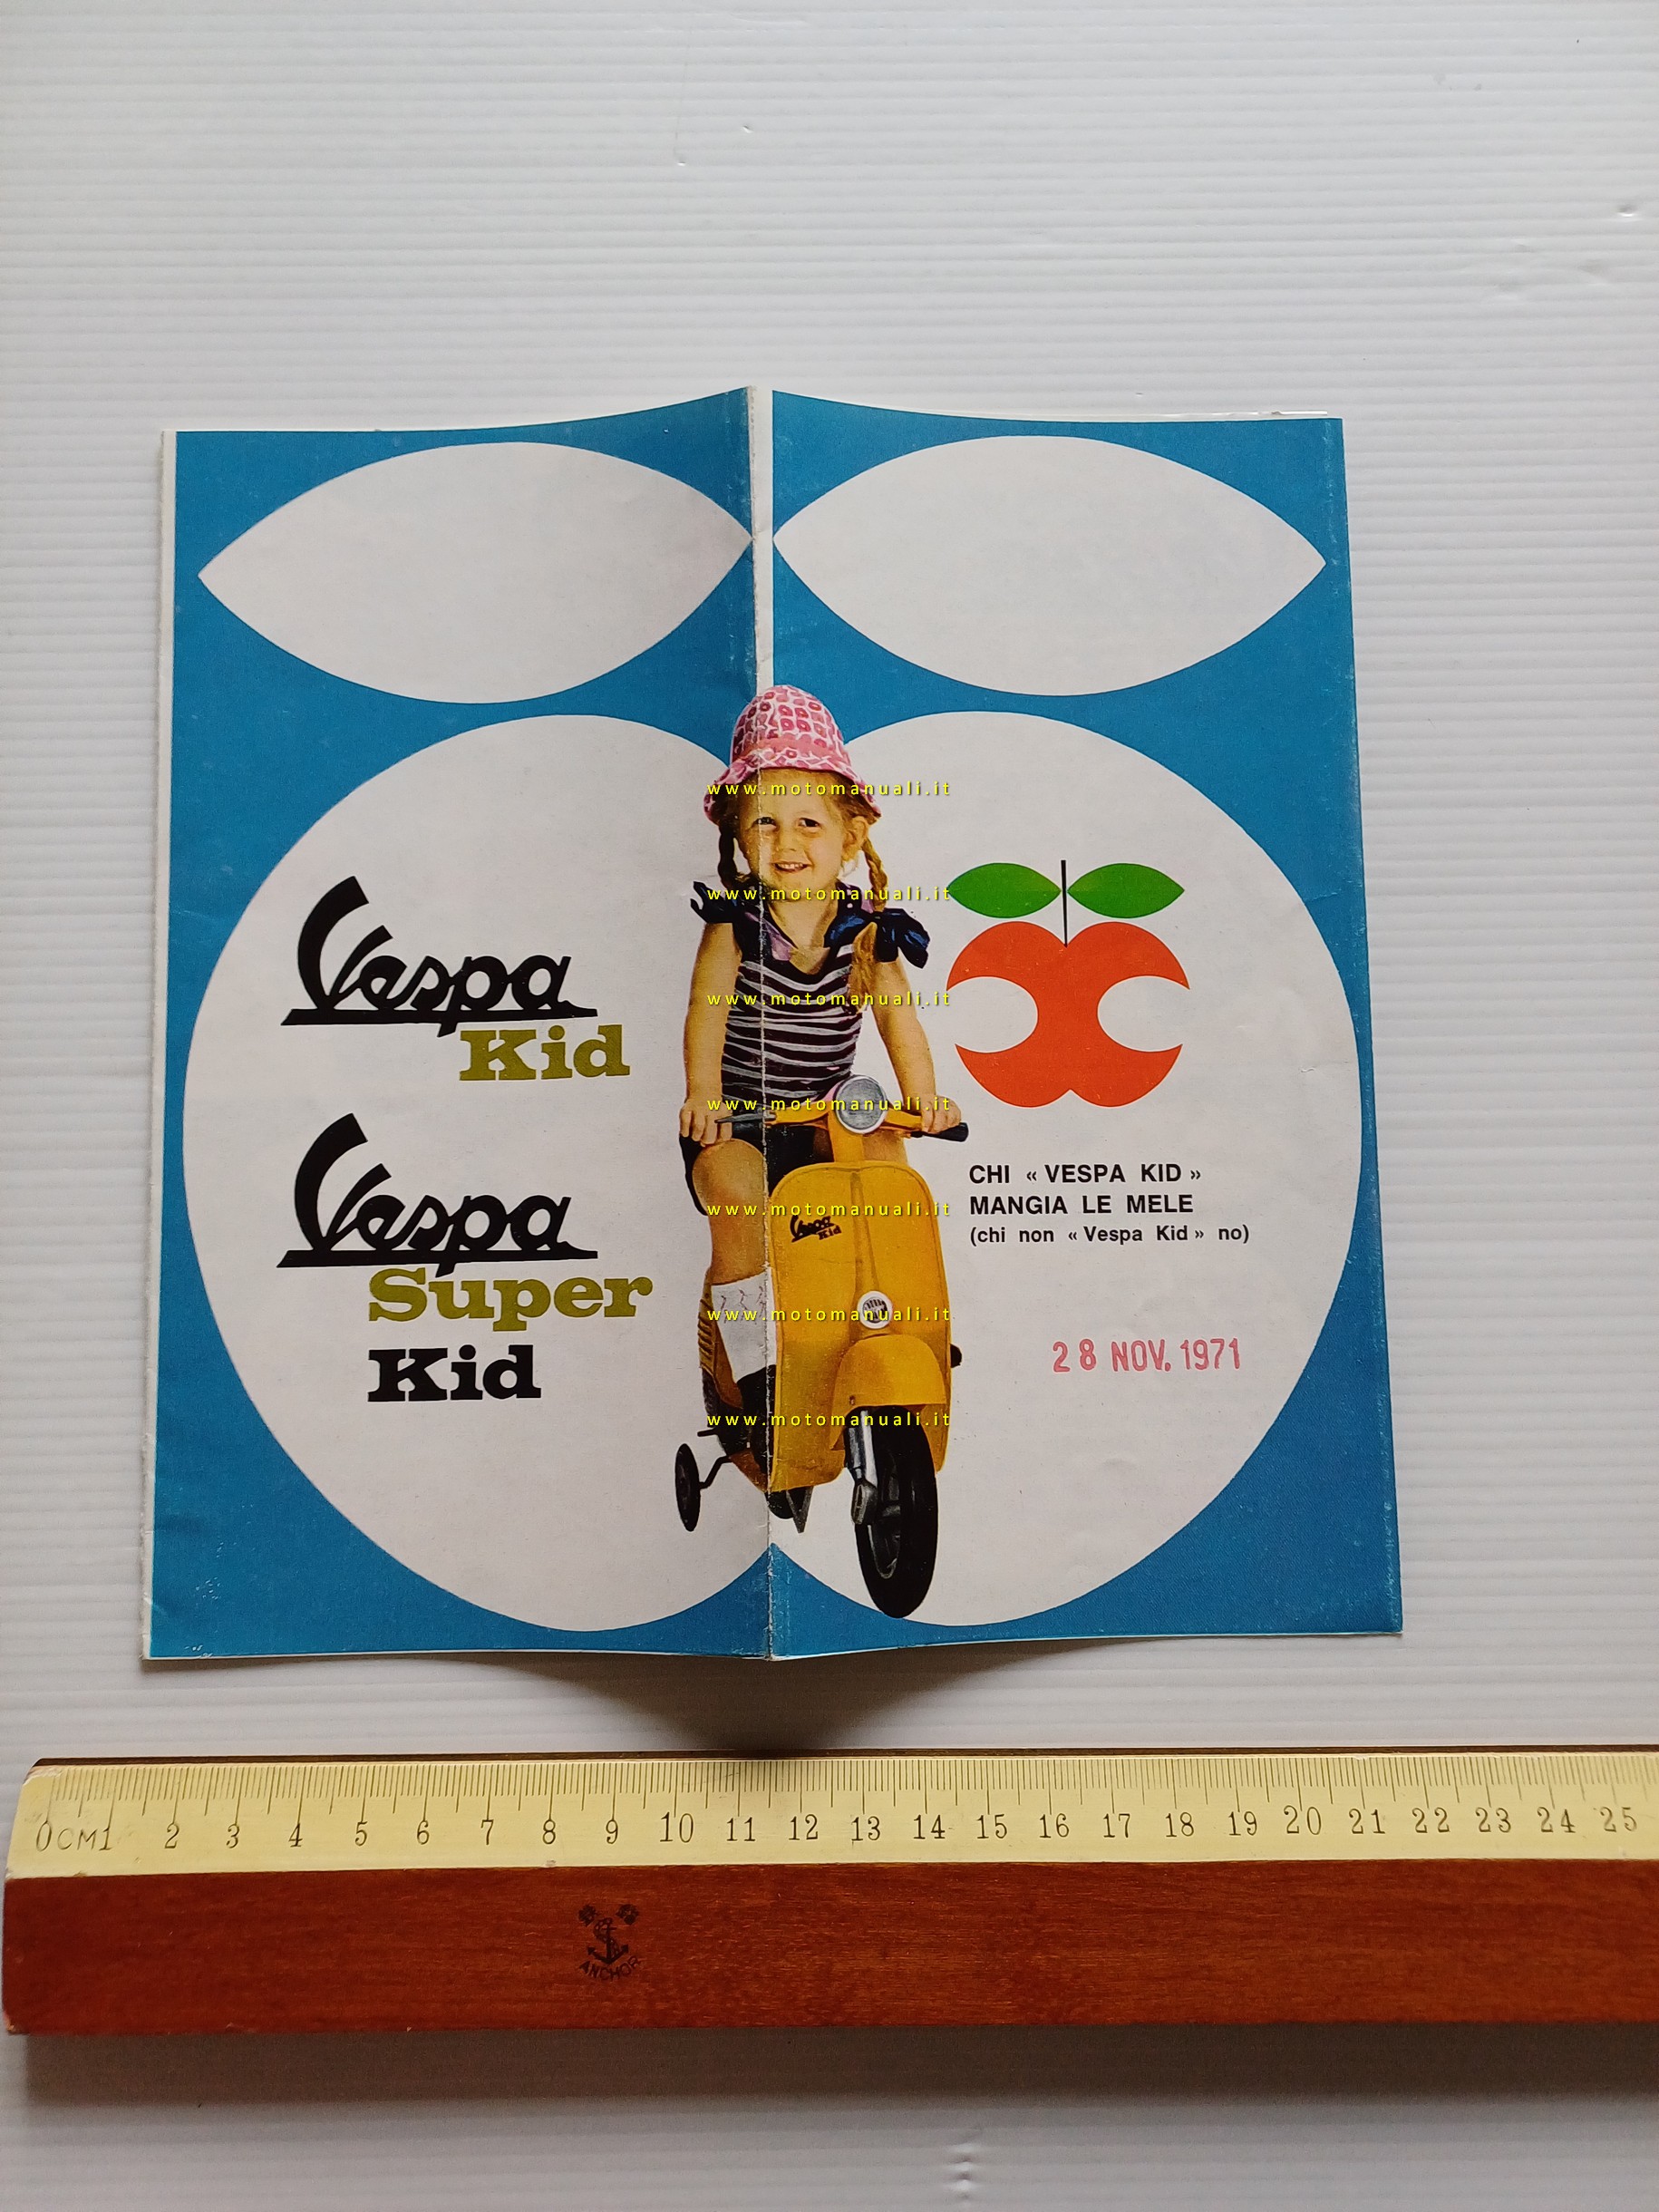 www.motomanuali.it
www.motomanuali.it
www.motomanuali.it
www.motomanuali.it
www.motomanuali.it
www.motomanuali.it
www.motomanuali.it
Vespa
Kid
Vespa
Super
Kid
Vespa
Kid
CHI « VESPA KID »
MANGIA LE MELE
(chi non « Vespa Kid » no)
28 NOV. 1971
0CM1 2 3 4 5 6 7 8 9 10 11 12 13 14 15 16 17 18 19 20 21 22 23 24 25
ANCHOR